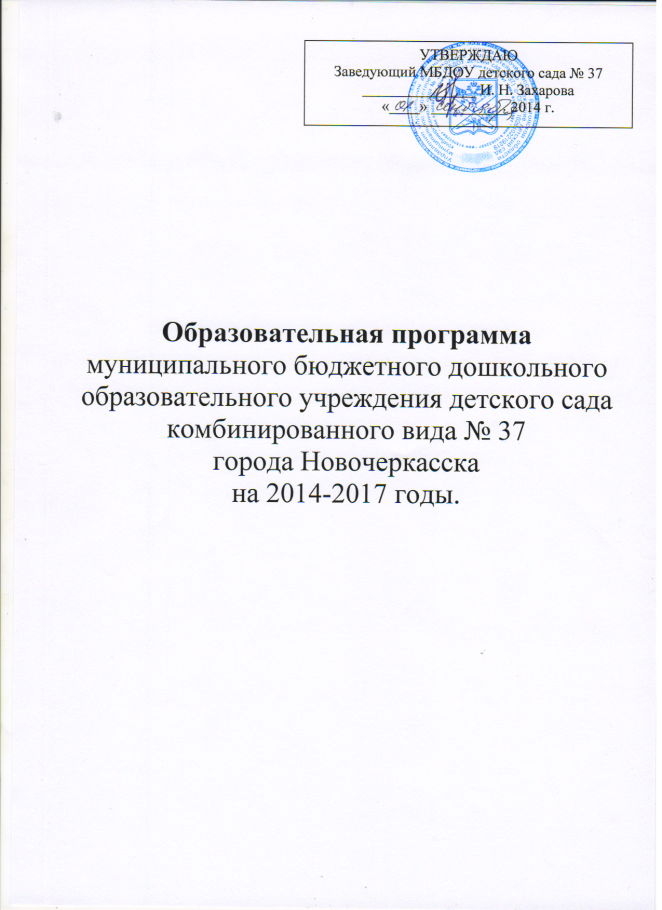 УТВЕРЖДАЮ
Заведующий МБДОУ детского сада № 37
И. Н. Захарова
« » 2014 г.
Образовательная программа
муниципального бюджетного дошкольного
образовательного учреждения детского сада
комбинированного вида № 37
города Новочеркасска
на 2014-2017 годы.